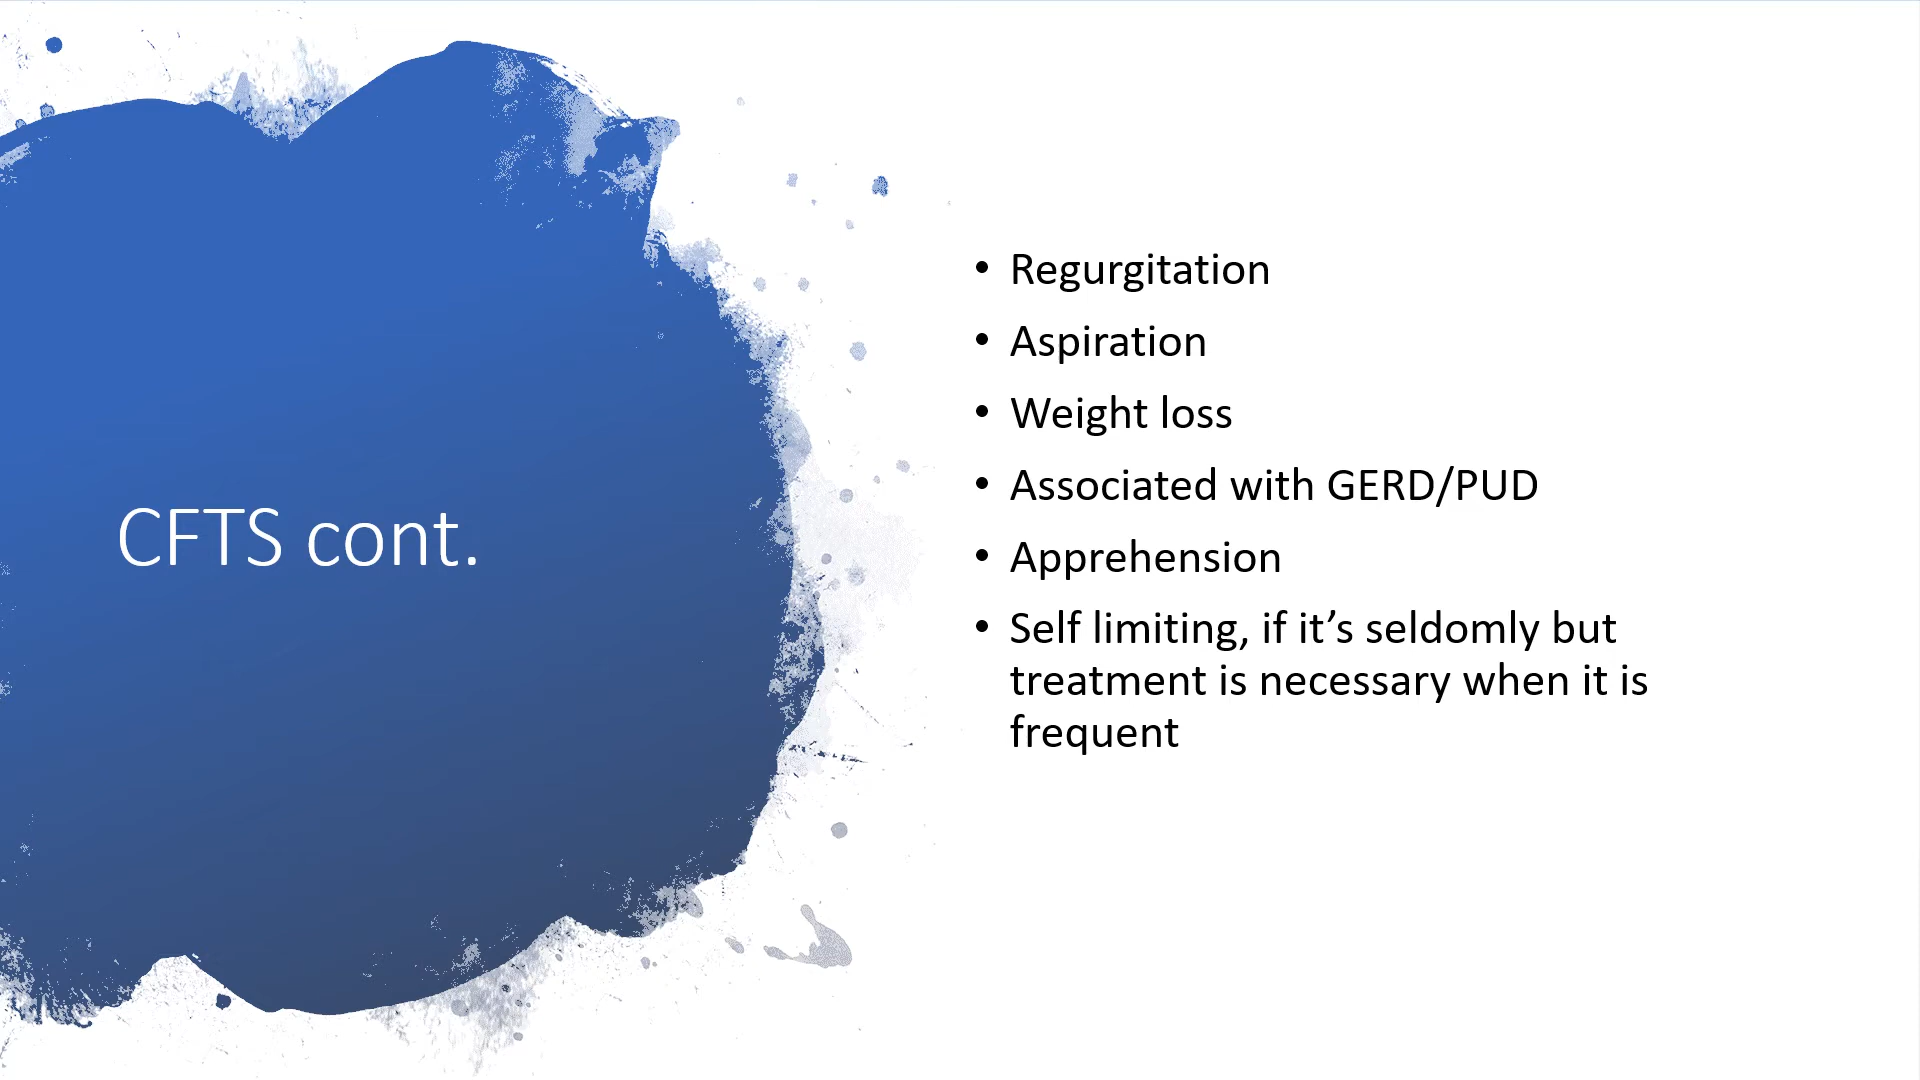 CFTS cont.
• Regurgitation
• Aspiration
• Weight loss
• Associated with GERD/PUD
• Apprehension
• Self limiting, if it’s seldomly but
treatment is necessary when it is
frequent